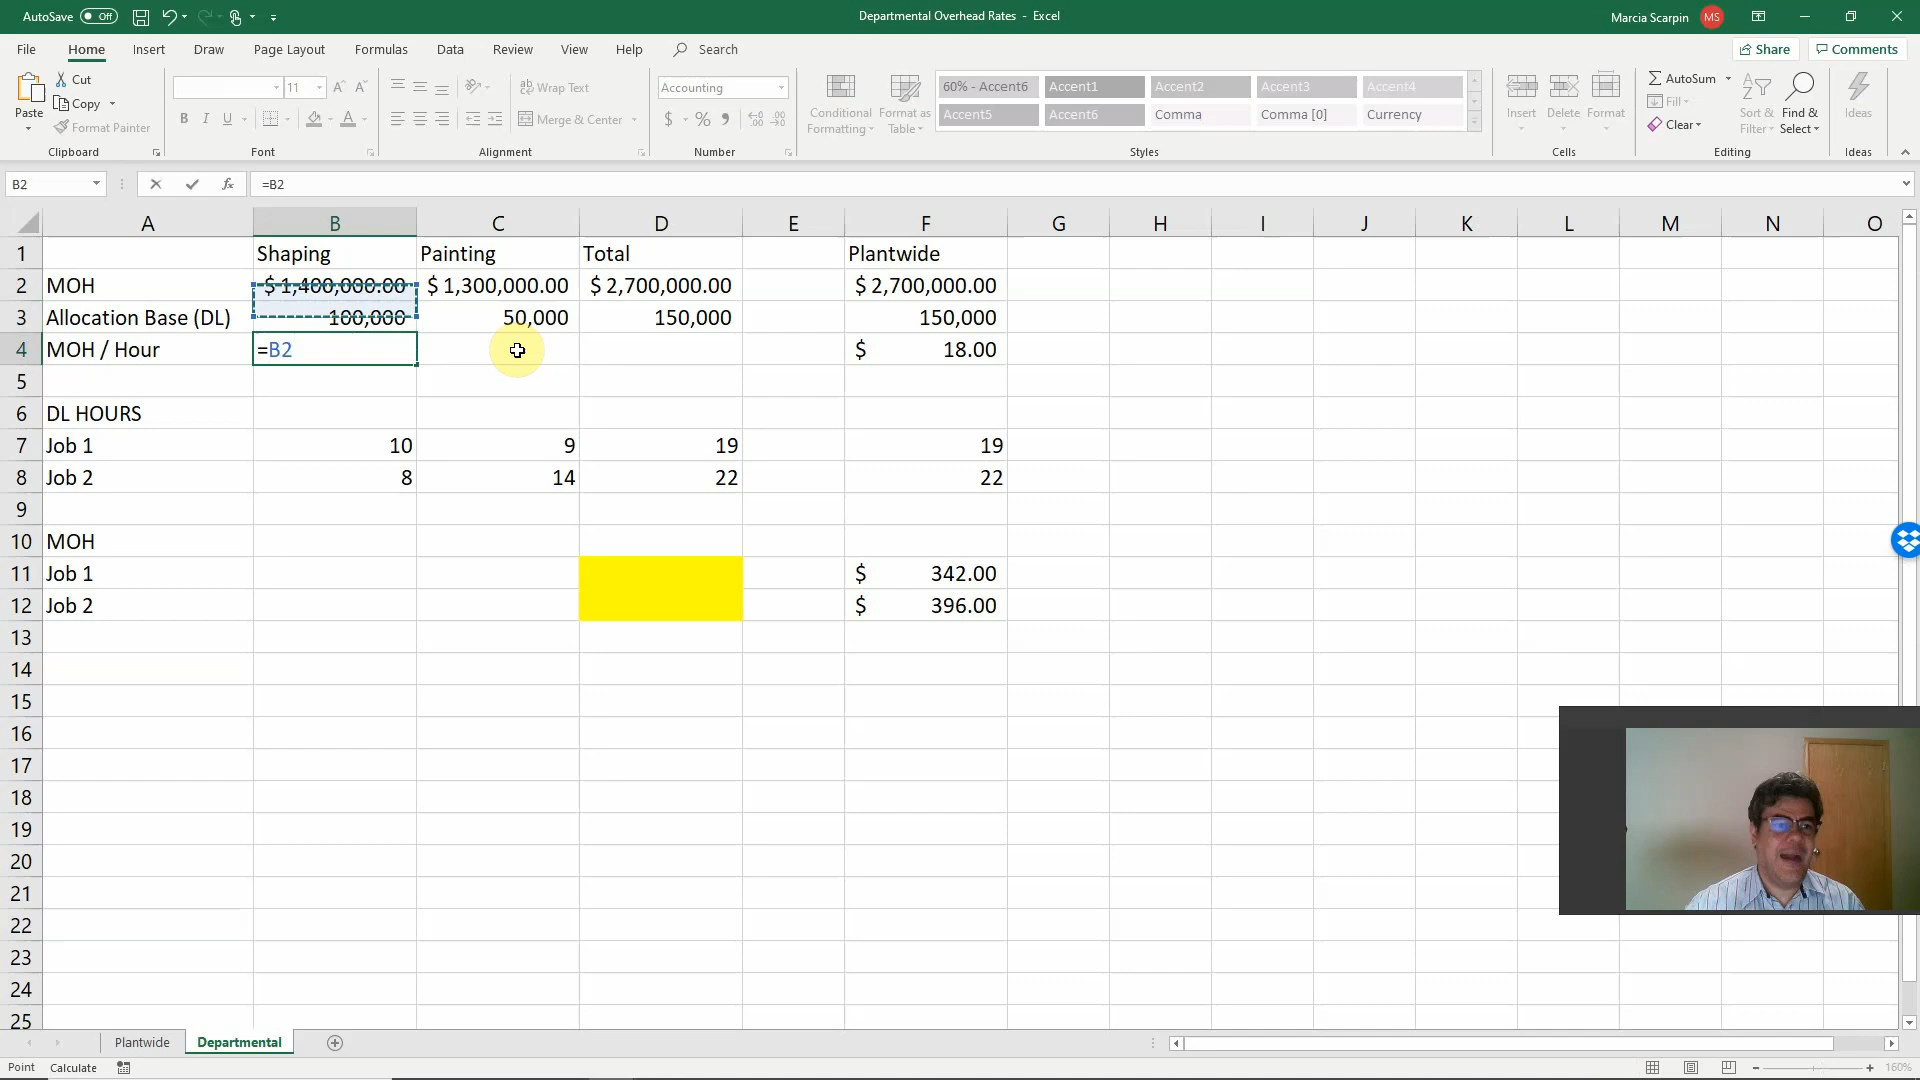 AutoSave Off Departmental Overhead Rates - Excel Marcia Scarpin MS
File Home Insert Draw Page Layout Formulas Data Review View Help Search Share Comments
Paste Cut Copy Format Painter Clipboard
11 B I U A A A Font
Wrap Text Merge & Center Alignment
Accounting $ % , Number
Conditional Formatting Format as Table
60% - Accent6 Accent1 Accent2 Accent3 Accent4
Accent5 Accent6 Comma Comma [0] Currency
Styles
Insert Delete Format Cells
AutoSum Fill Clear Sort & Filter Find & Select Editing
Ideas Ideas
B2 fx =B2
A B C D E F G H I J K L M N O
1 Shaping Painting Total Plantwide
2 MOH $ 1,400,000.00 $ 1,300,000.00 $ 2,700,000.00 $ 2,700,000.00
3 Allocation Base (DL) 100,000 50,000 150,000 150,000
4 MOH / Hour =B2 $ 18.00
5
6 DL HOURS
7 Job 1 10 9 19 19
8 Job 2 8 14 22 22
9
10 MOH
11 Job 1 $ 342.00
12 Job 2 $ 396.00
13
14
15
16
17
18
19
20
21
22
23
24
25
Plantwide Departmental
Point Calculate 160%